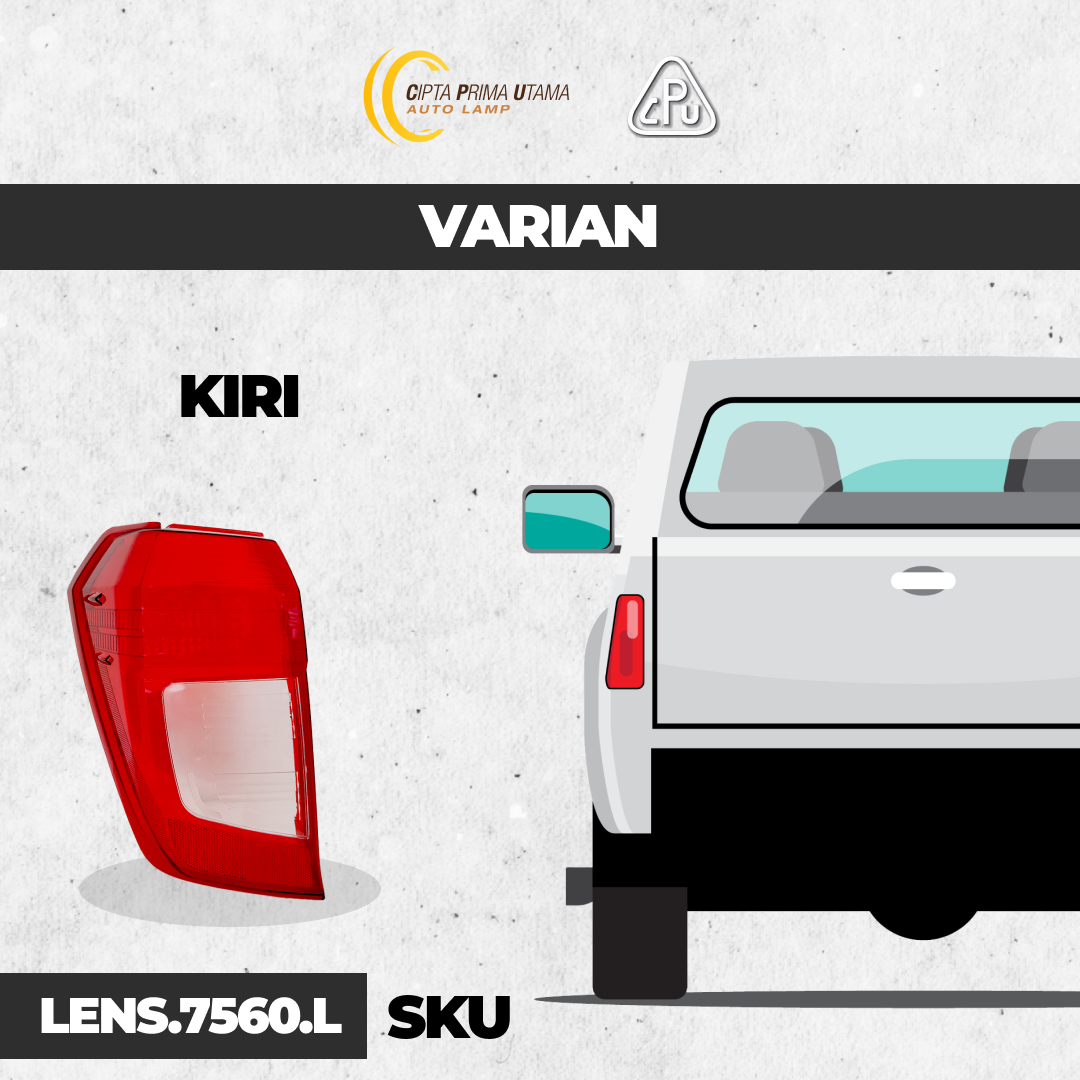 CIPTA PRIMA UTAMA
AUTO LAMP
CPU
VARIAN
KIRI
LENS.7560.L
SKU